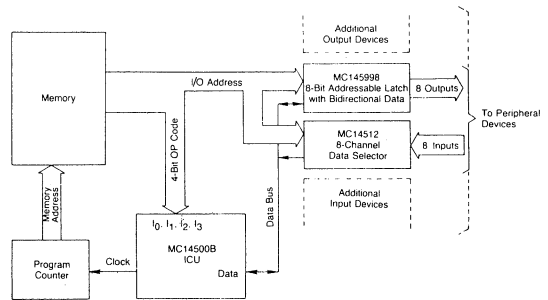 Additional
Output Devices
MC145998
8-Bit Addressable Latch
with Bidirectional Data
8 Outputs
I/O Address
Memory
To Peripheral
Devices
MC14512
8-Channel
Data Selector
8 Inputs
4-Bit OP Code
Data Bus
Additional
Input Devices
Memory
Address
I0, I1, I2, I3
MC14500B
ICU
Data
Clock
Program
Counter